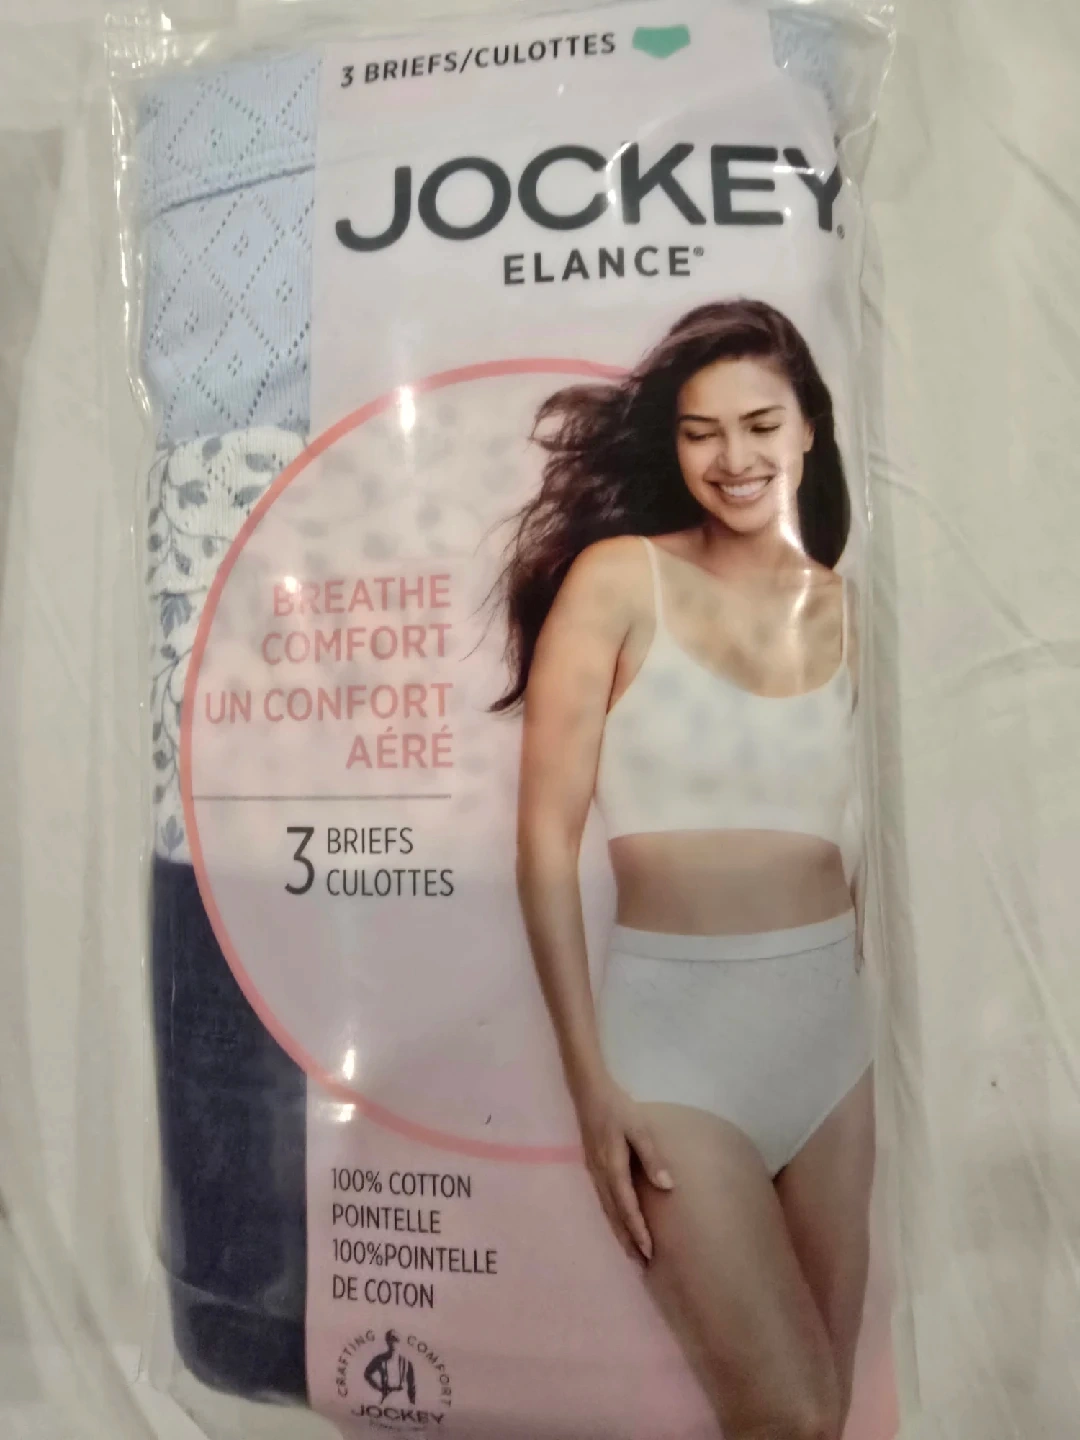 3 BRIEFS/CULOTTES
JOCKEY®
ELANCE®
BREATHE
COMFORT
UN CONFORT
AÉRÉ
3 BRIEFS
CULOTTES
100% COTTON
POINTELLE
100%POINTELLE
DE COTON
CRAFTING COMFORT
JOCKEY